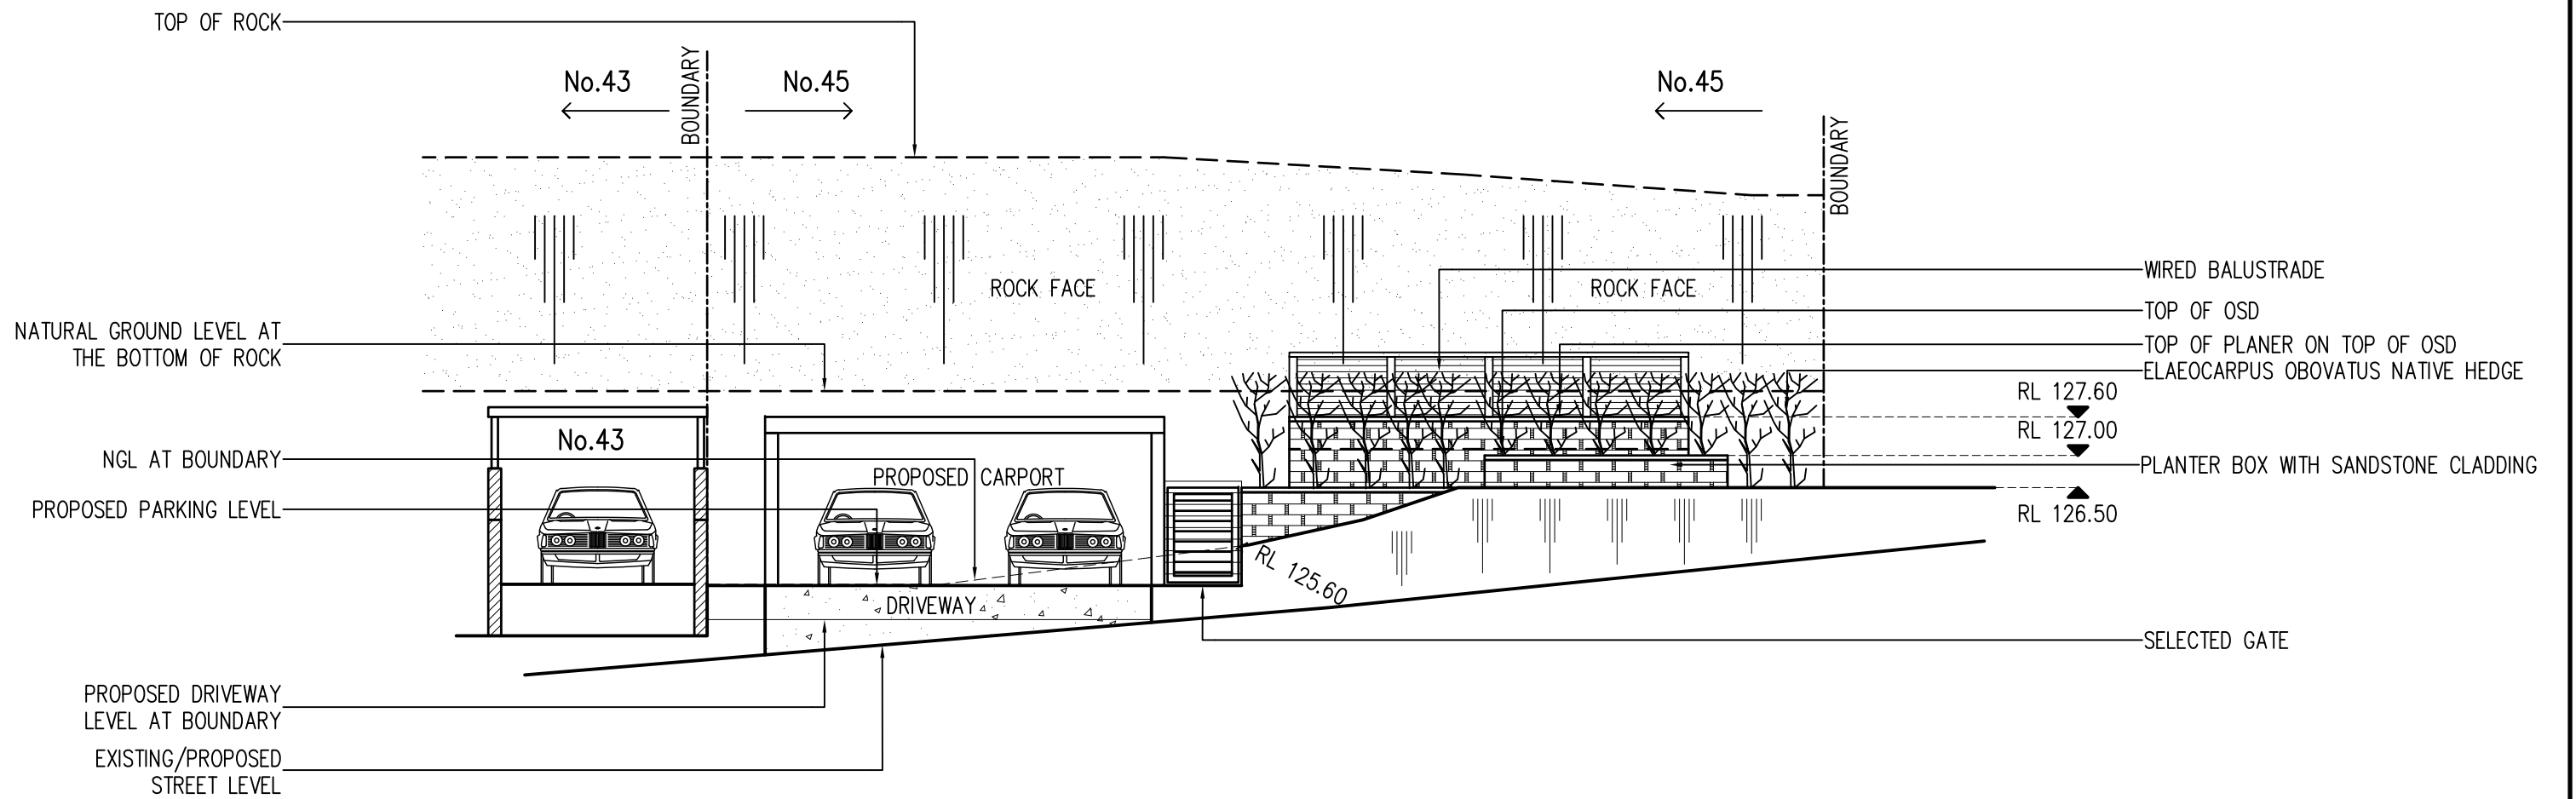 TOP OF ROCK
BOUNDARY
No.43
No.45
No.45
BOUNDARY
ROCK FACE
ROCK FACE
WIRED BALUSTRADE
TOP OF OSD
NATURAL GROUND LEVEL AT
THE BOTTOM OF ROCK
TOP OF PLANER ON TOP OF OSD
ELAEOCARPUS OBOVATUS NATIVE HEDGE
RL 127.60
RL 127.00
No.43
NGL AT BOUNDARY
PROPOSED CARPORT
PLANTER BOX WITH SANDSTONE CLADDING
PROPOSED PARKING LEVEL
RL 126.50
RL 125.60
DRIVEWAY
SELECTED GATE
PROPOSED DRIVEWAY
LEVEL AT BOUNDARY
EXISTING/PROPOSED
STREET LEVEL